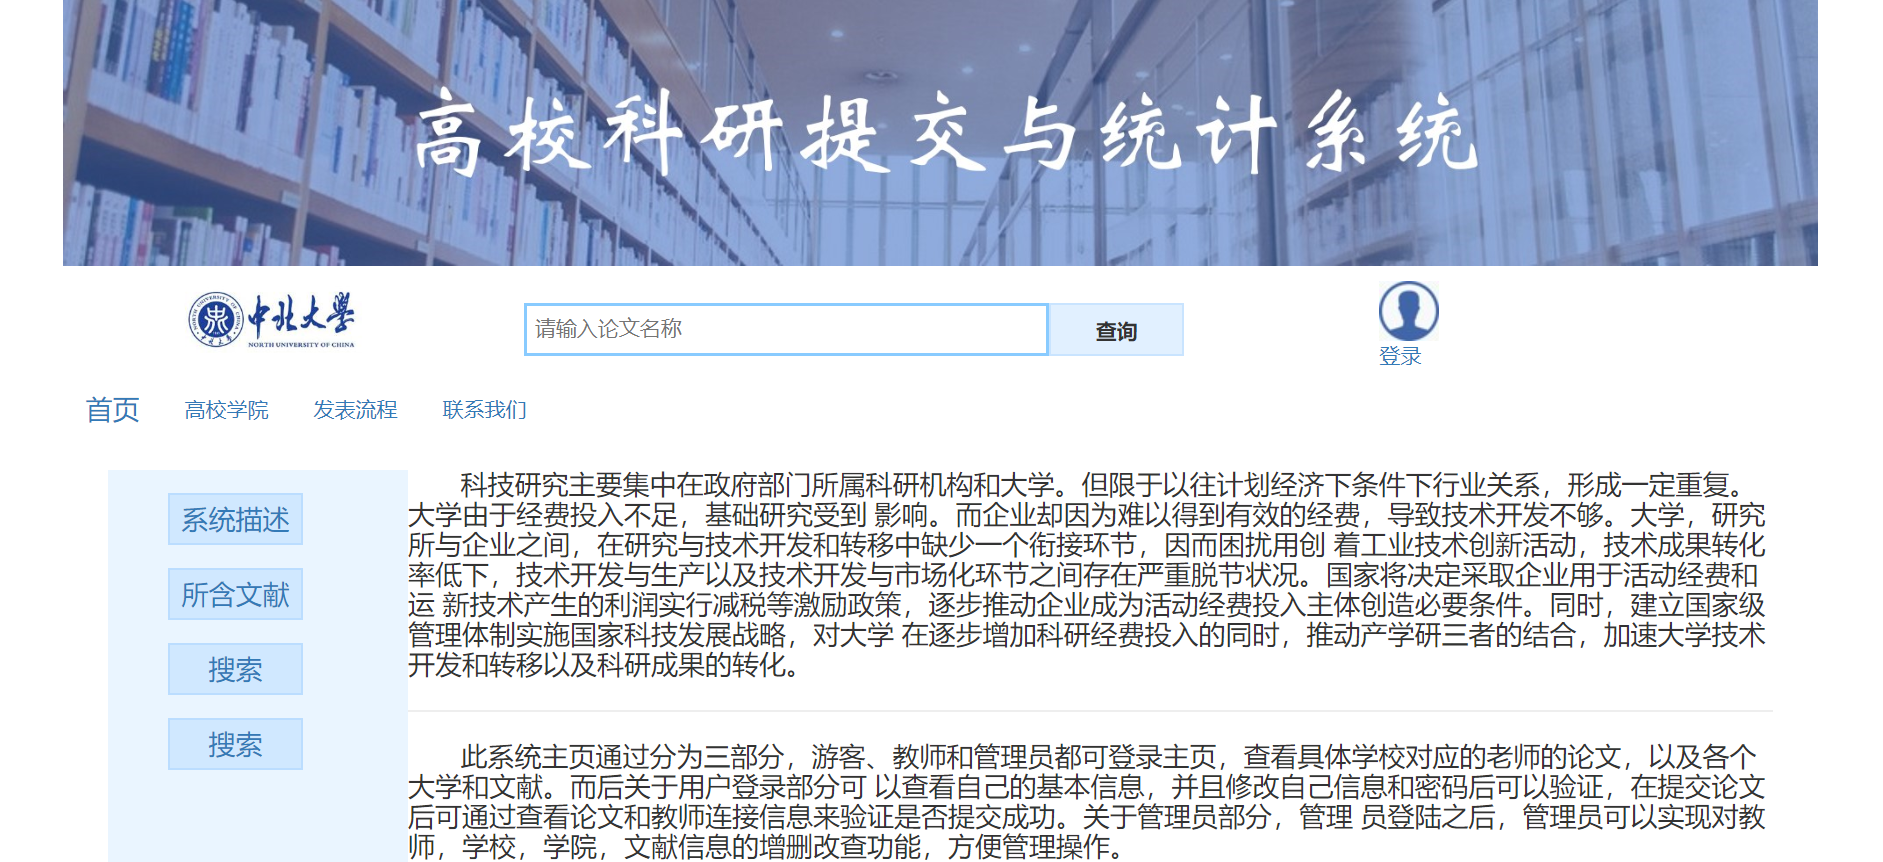 高校科研提交与统计系统
中北大學
NORTH UNIVERSITY OF CHINA
请输入论文名称
查询
登录
首页 高校学院 发表流程 联系我们
系统描述
所含文献
搜索
搜索
科技研究主要集中在政府部门所属科研机构和大学。但限于以往计划经济下条件下行业关系，形成一定重复。
大学由于经费投入不足，基础研究受到 影响。而企业却因为难以得到有效的经费，导致技术开发不够。大学，研究
所与企业之间，在研究与技术开发和转移中缺少一个衔接环节，因而困扰用创 着工业技术创新活动，技术成果转化
率低下，技术开发与生产以及技术开发与市场化环节之间存在严重脱节状况。国家将决定采取企业用于活动经费和
运 新技术产生的利润实行减税等激励政策，逐步推动企业成为活动经费投入主体创造必要条件。同时，建立国家级
管理体制实施国家科技发展战略，对大学 在逐步增加科研经费投入的同时，推动产学研三者的结合，加速大学技术
开发和转移以及科研成果的转化。
此系统主页通过分为三部分，游客、教师和管理员都可登录主页，查看具体学校对应的老师的论文，以及各个
大学和文献。而后关于用户登录部分可 以查看自己的基本信息，并且修改自己信息和密码后可以验证，在提交论文
后可通过查看论文和教师连接信息来验证是否提交成功。关于管理员部分，管理 员登陆之后，管理员可以实现对教
师，学校，学院，文献信息的增删改查功能，方便管理操作。